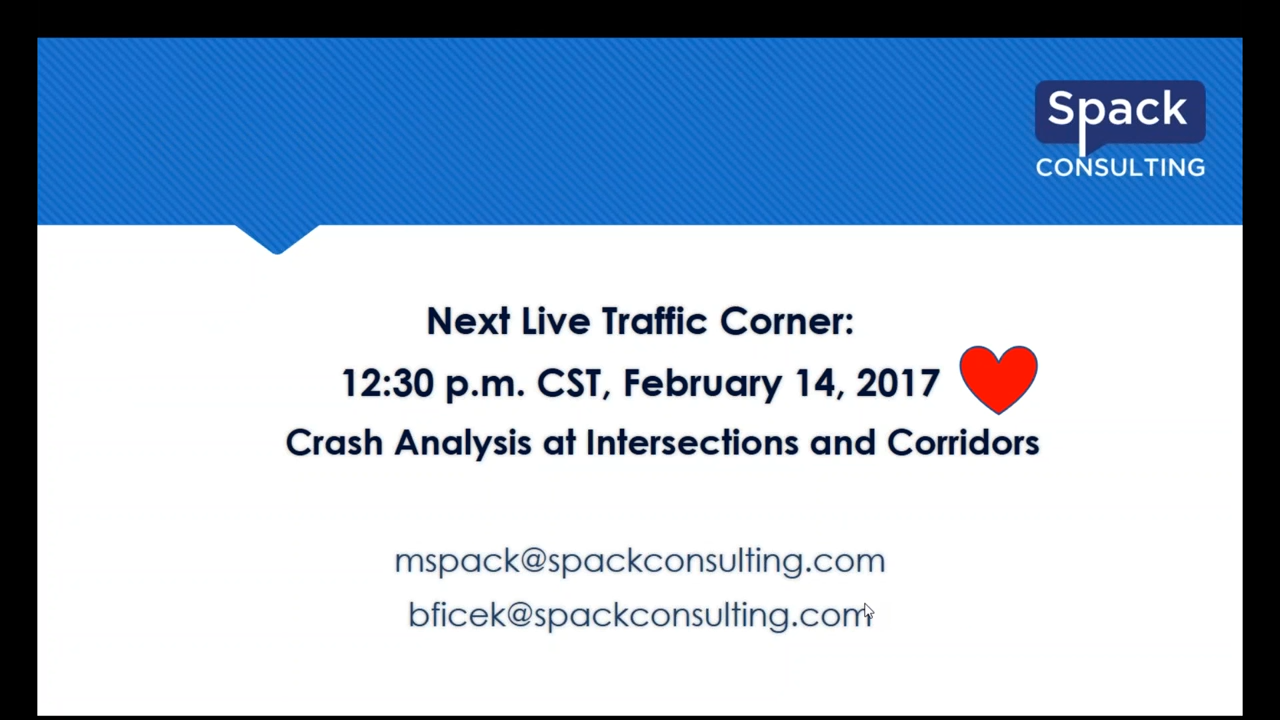 Spack
CONSULTING
Next Live Traffic Corner:
12:30 p.m. CST, February 14, 2017
Crash Analysis at Intersections and Corridors
mspack@spackconsulting.com
bficek@spackconsulting.com